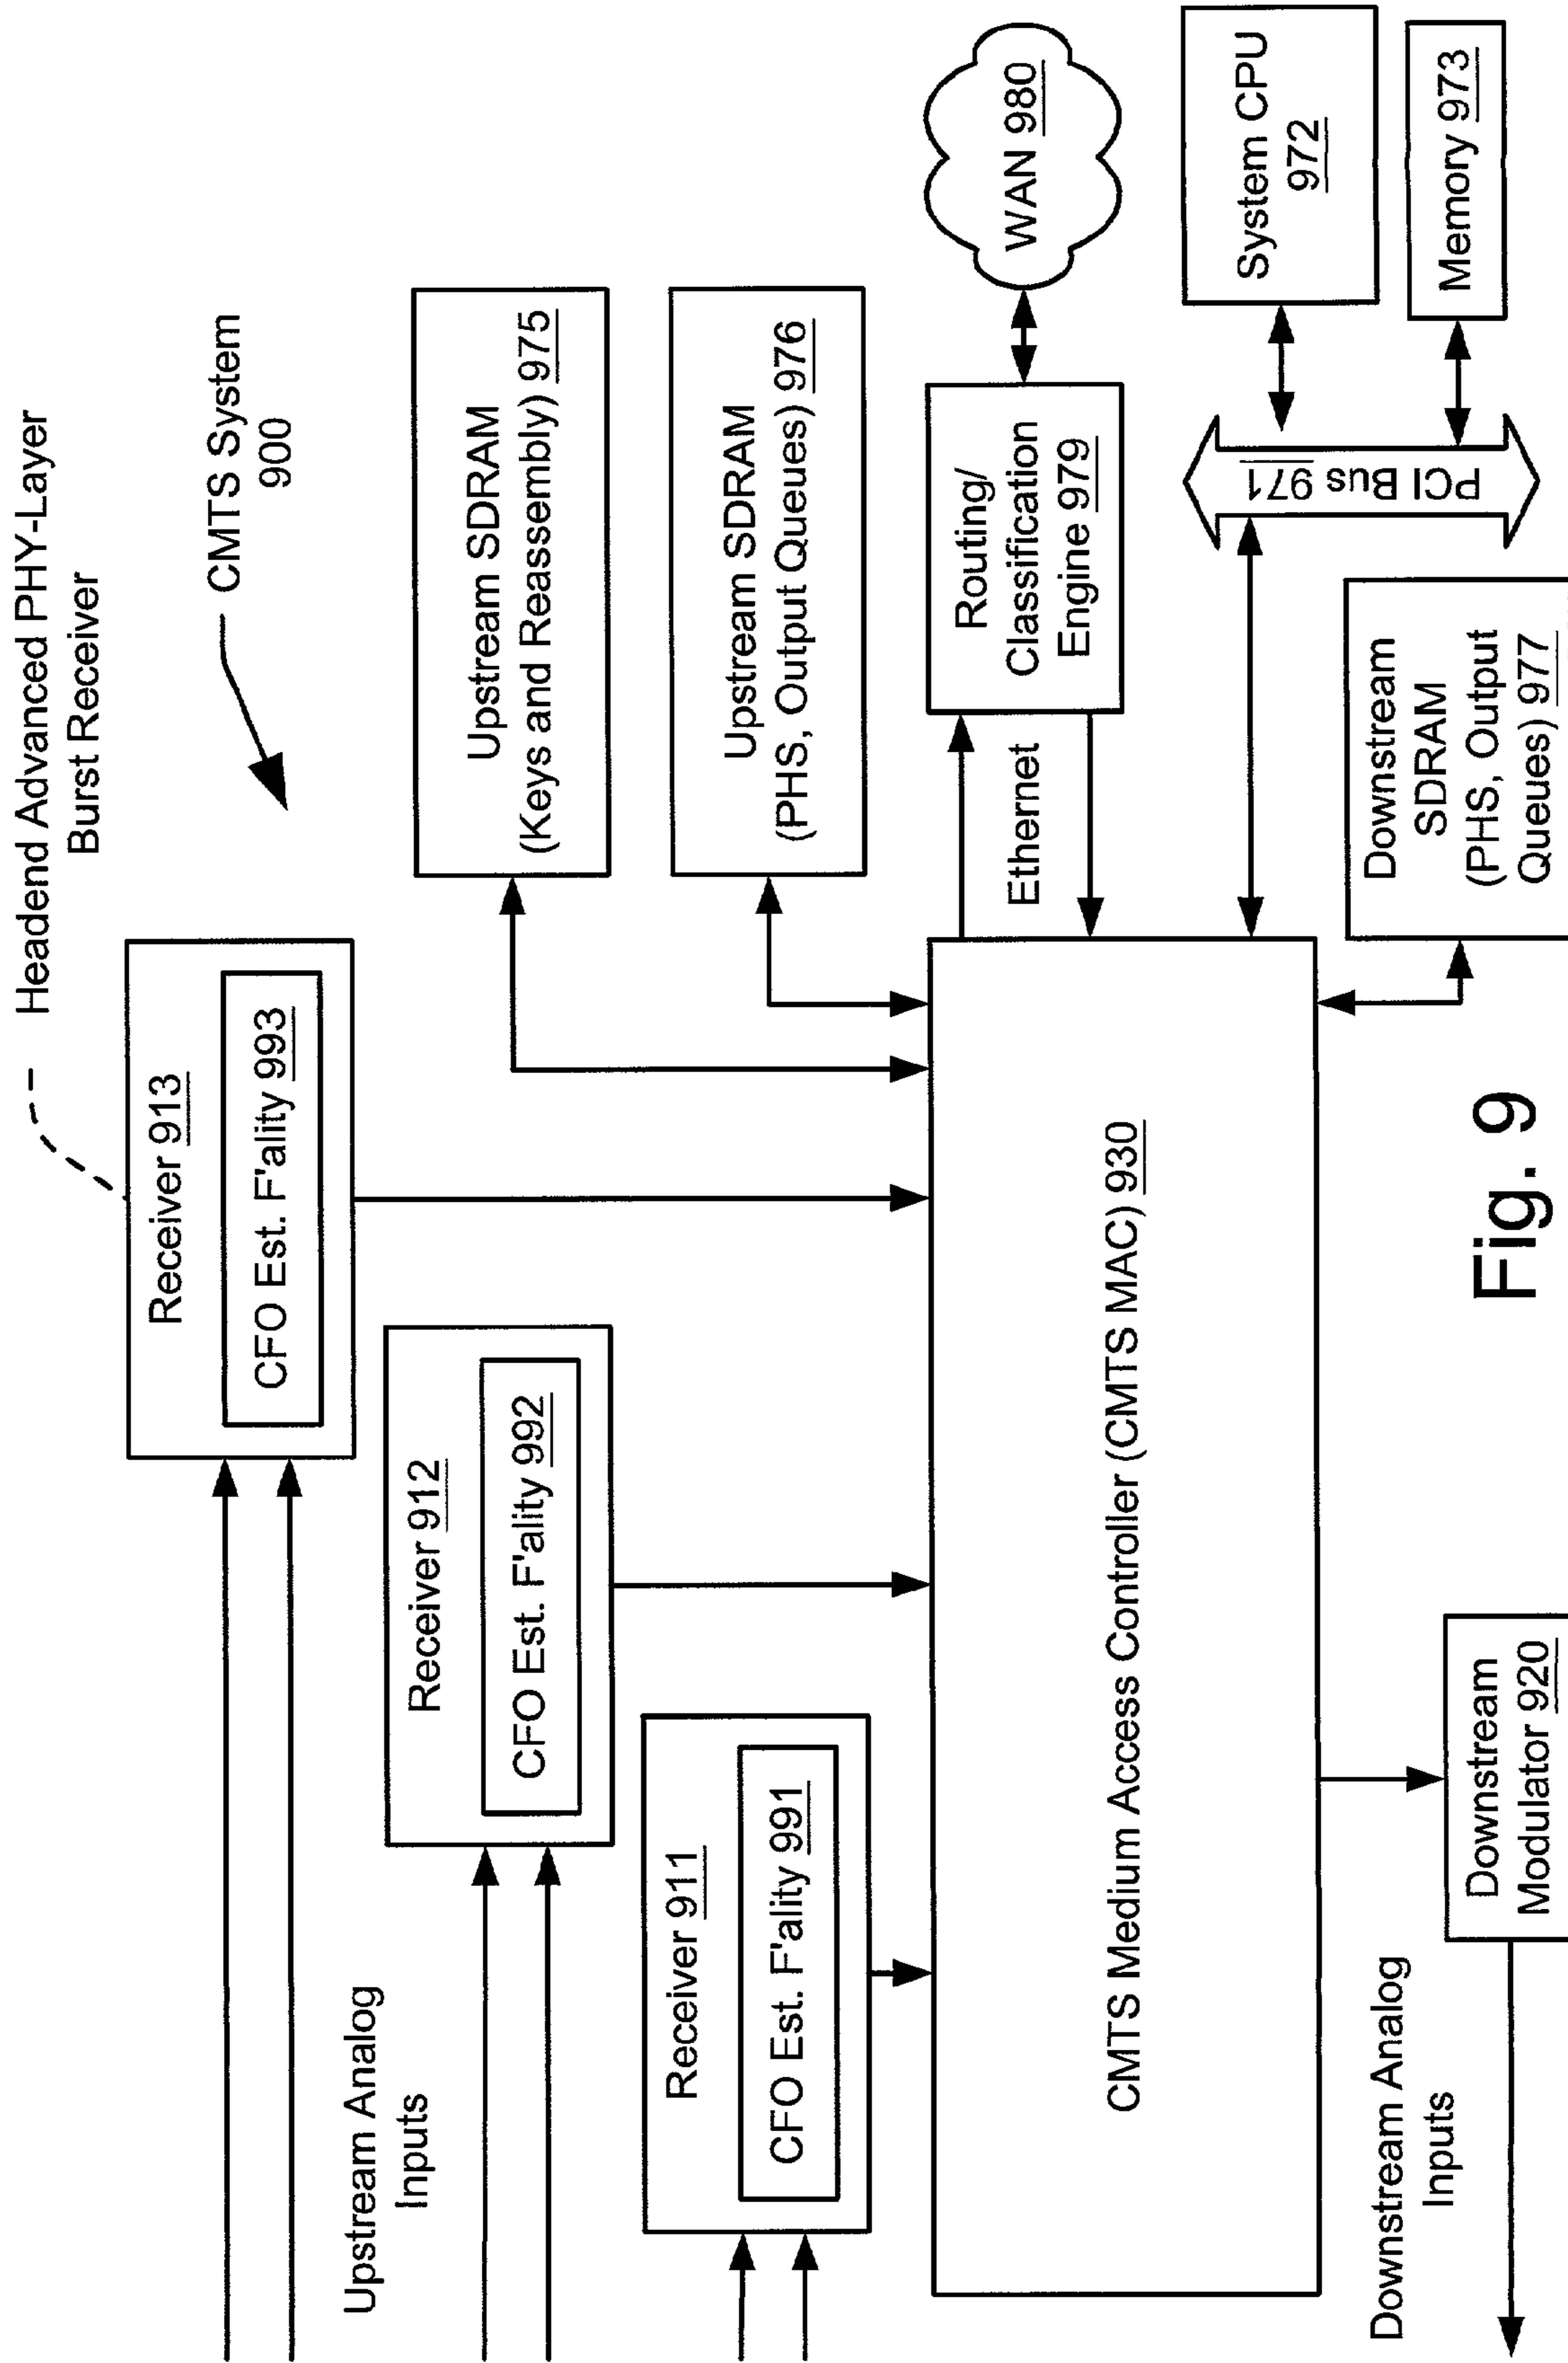 Headend Advanced PHY-Layer
Burst Receiver
CMTS System
900
Receiver 913
CFO Est. F'ality 993
Upstream Analog
Inputs
Receiver 912
CFO Est. F'ality 992
Receiver 911
CFO Est. F'ality 991
Upstream SDRAM
(Keys and Reassembly) 975
Upstream SDRAM
(PHS, Output Queues) 976
CMTS Medium Access Controller (CMTS MAC) 930
Ethernet
Routing/
Classification
Engine 979
WAN 980
PCI Bus 971
System CPU
972
Memory 973
Downstream
SDRAM
(PHS, Output
Queues) 977
Downstream Analog
Inputs
Downstream
Modulator 920
Fig. 9